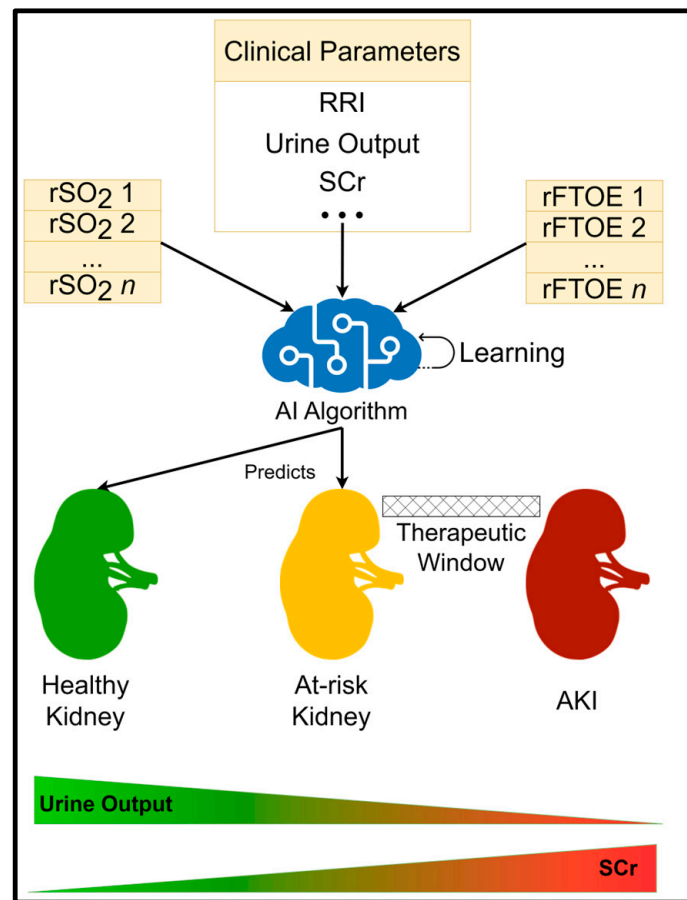 Clinical Parameters
RRI
Urine Output
SCr
...
rSO₂ 1
rSO₂ 2
...
rSO₂ n
rFTOE 1
rFTOE 2
...
rFTOE n
Learning
AI Algorithm
Predicts
Therapeutic
Window
Healthy
Kidney
At-risk
Kidney
AKI
Urine Output
SCr